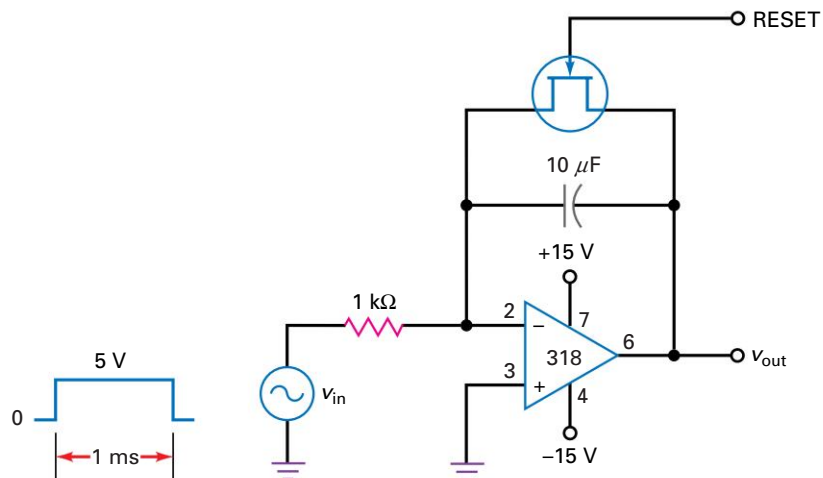 RESET
10 μF
+15 V
1 kΩ
2
7
−
6
318
vout
5 V
3
+
4
vin
0
1 ms
−15 V